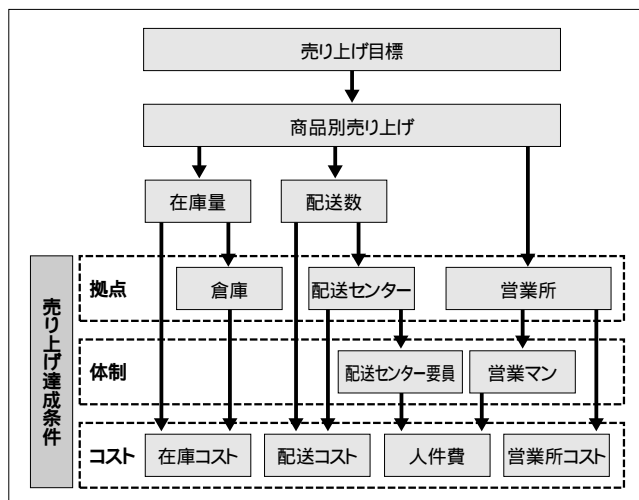 売り上げ目標
商品別売り上げ
在庫量
配送数
売り上げ達成条件
拠点
倉庫
配送センター
営業所
体制
配送センター要員
営業マン
コスト
在庫コスト
配送コスト
人件費
営業所コスト